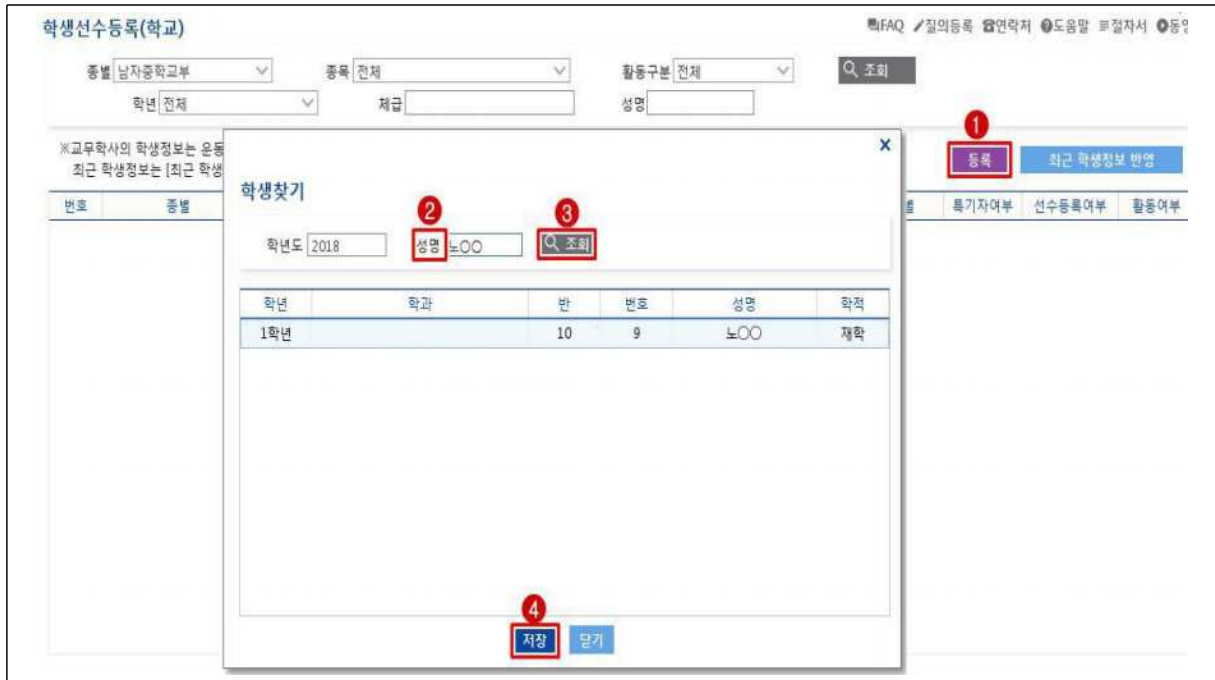 학생선수등록(학교)
FAQ 질의등록 연락처 도움말 절차서 동영
종별 남자중학교부 종목 전체 활동구분 전체 조회
학년 전체 체급 성명
1
※교무학사의 학생정보는 운동
등록 최근 학생정보 반영
최근 학생정보는 [최근 학생
X
번호 종별 별 특기자여부 선수등록여부 활동여부
학생찾기
2 3
학년도 2018 성명 노○○ 조회
학년 학과 반 번호 성명 학적
1학년 10 9 노○○ 재학
4
저장 닫기